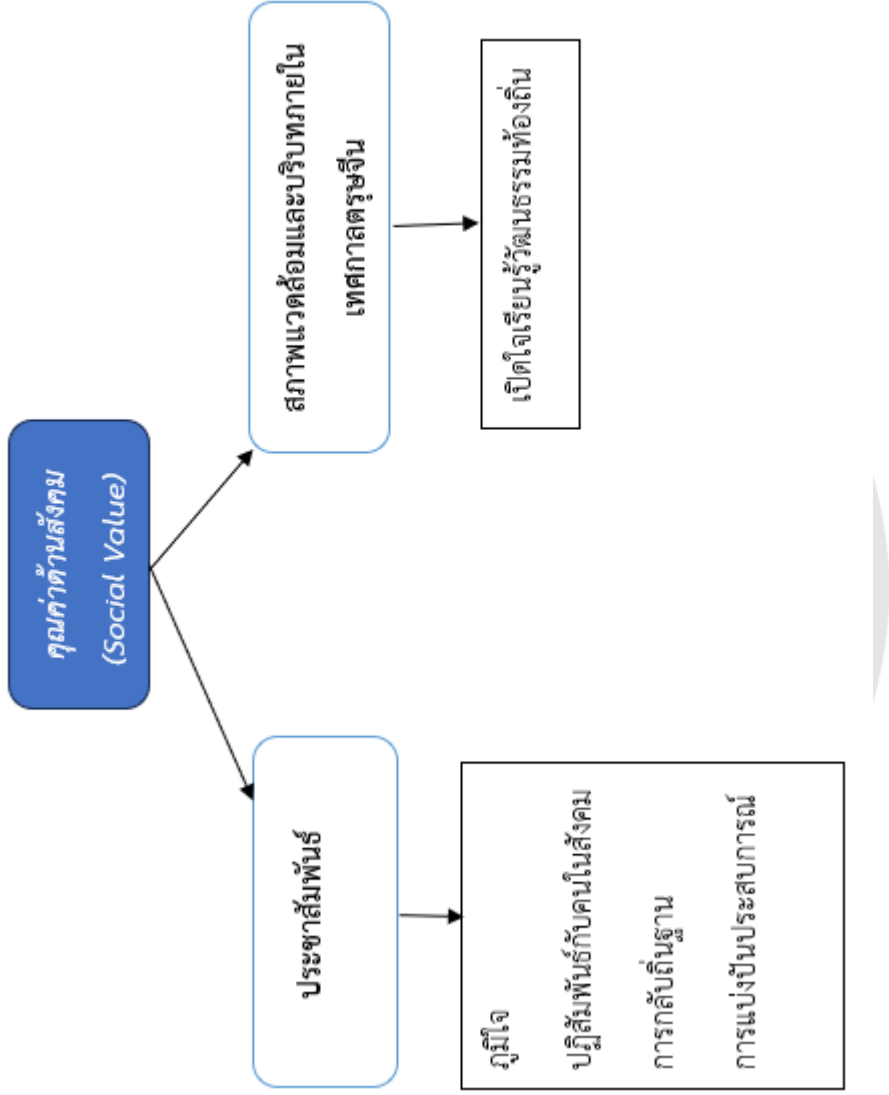 คุณค่าด้านสังคม
(Social Value)
ประชาสัมพันธ์
ภูมิใจ
ปฏิสัมพันธ์กับคนในสังคม
การกลับถิ่นฐาน
การแบ่งปันประสบการณ์
สภาพแวดล้อมและบริบทภายใน
เทศกาลตรุษจีน
เปิดใจเรียนรู้วัฒนธรรมท้องถิ่น